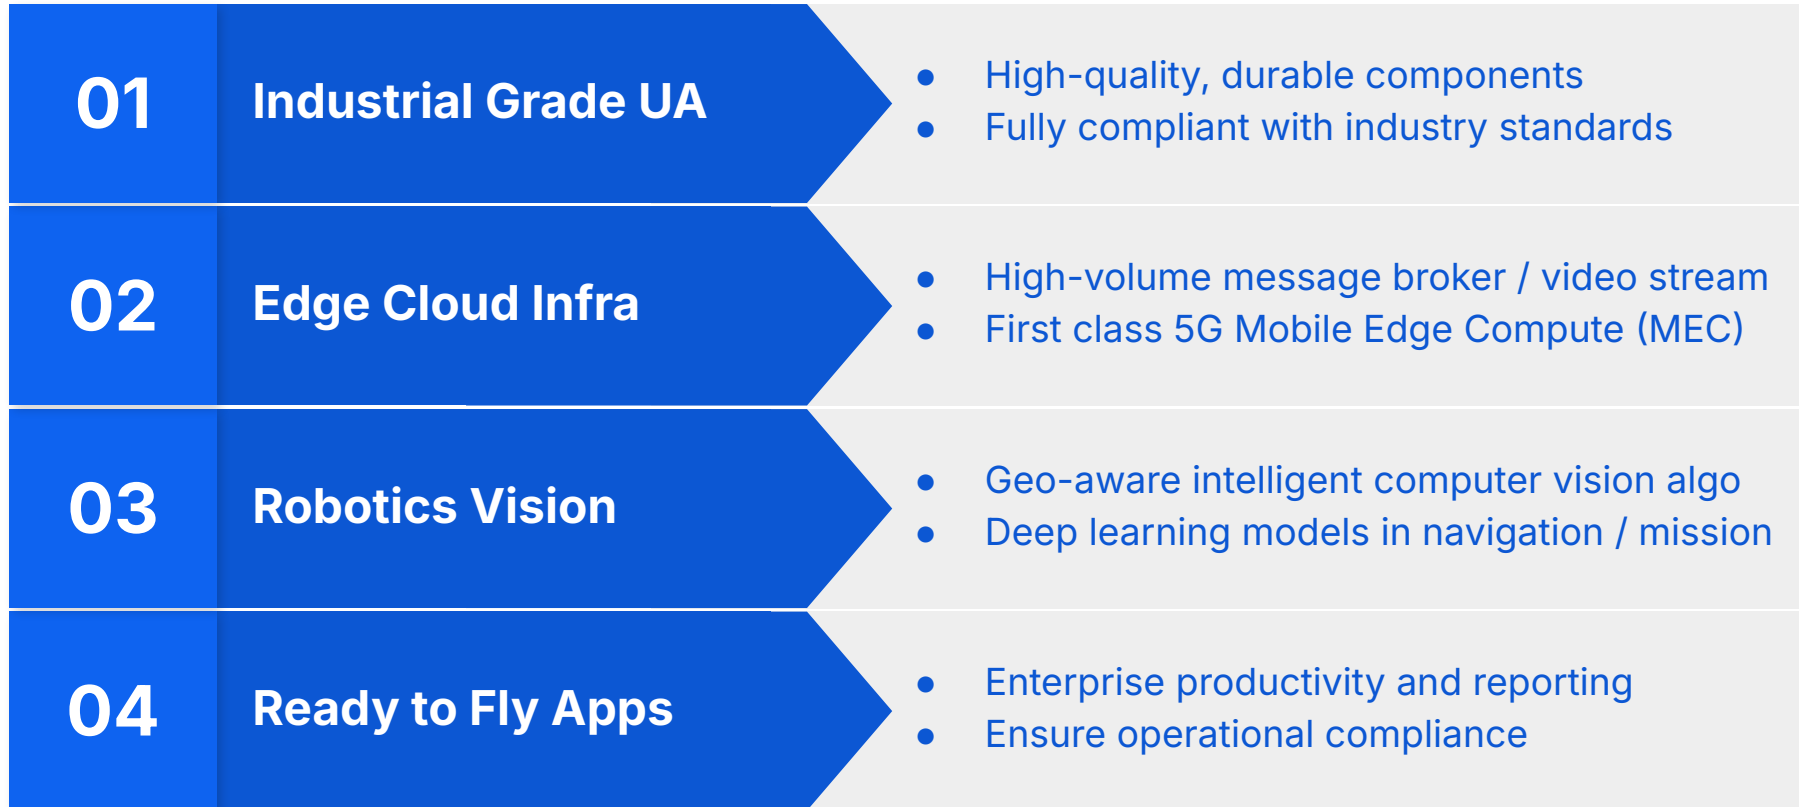 01
Industrial Grade UA
● High-quality, durable components
● Fully compliant with industry standards
02
Edge Cloud Infra
● High-volume message broker / video stream
● First class 5G Mobile Edge Compute (MEC)
03
Robotics Vision
● Geo-aware intelligent computer vision algo
● Deep learning models in navigation / mission
04
Ready to Fly Apps
● Enterprise productivity and reporting
● Ensure operational compliance